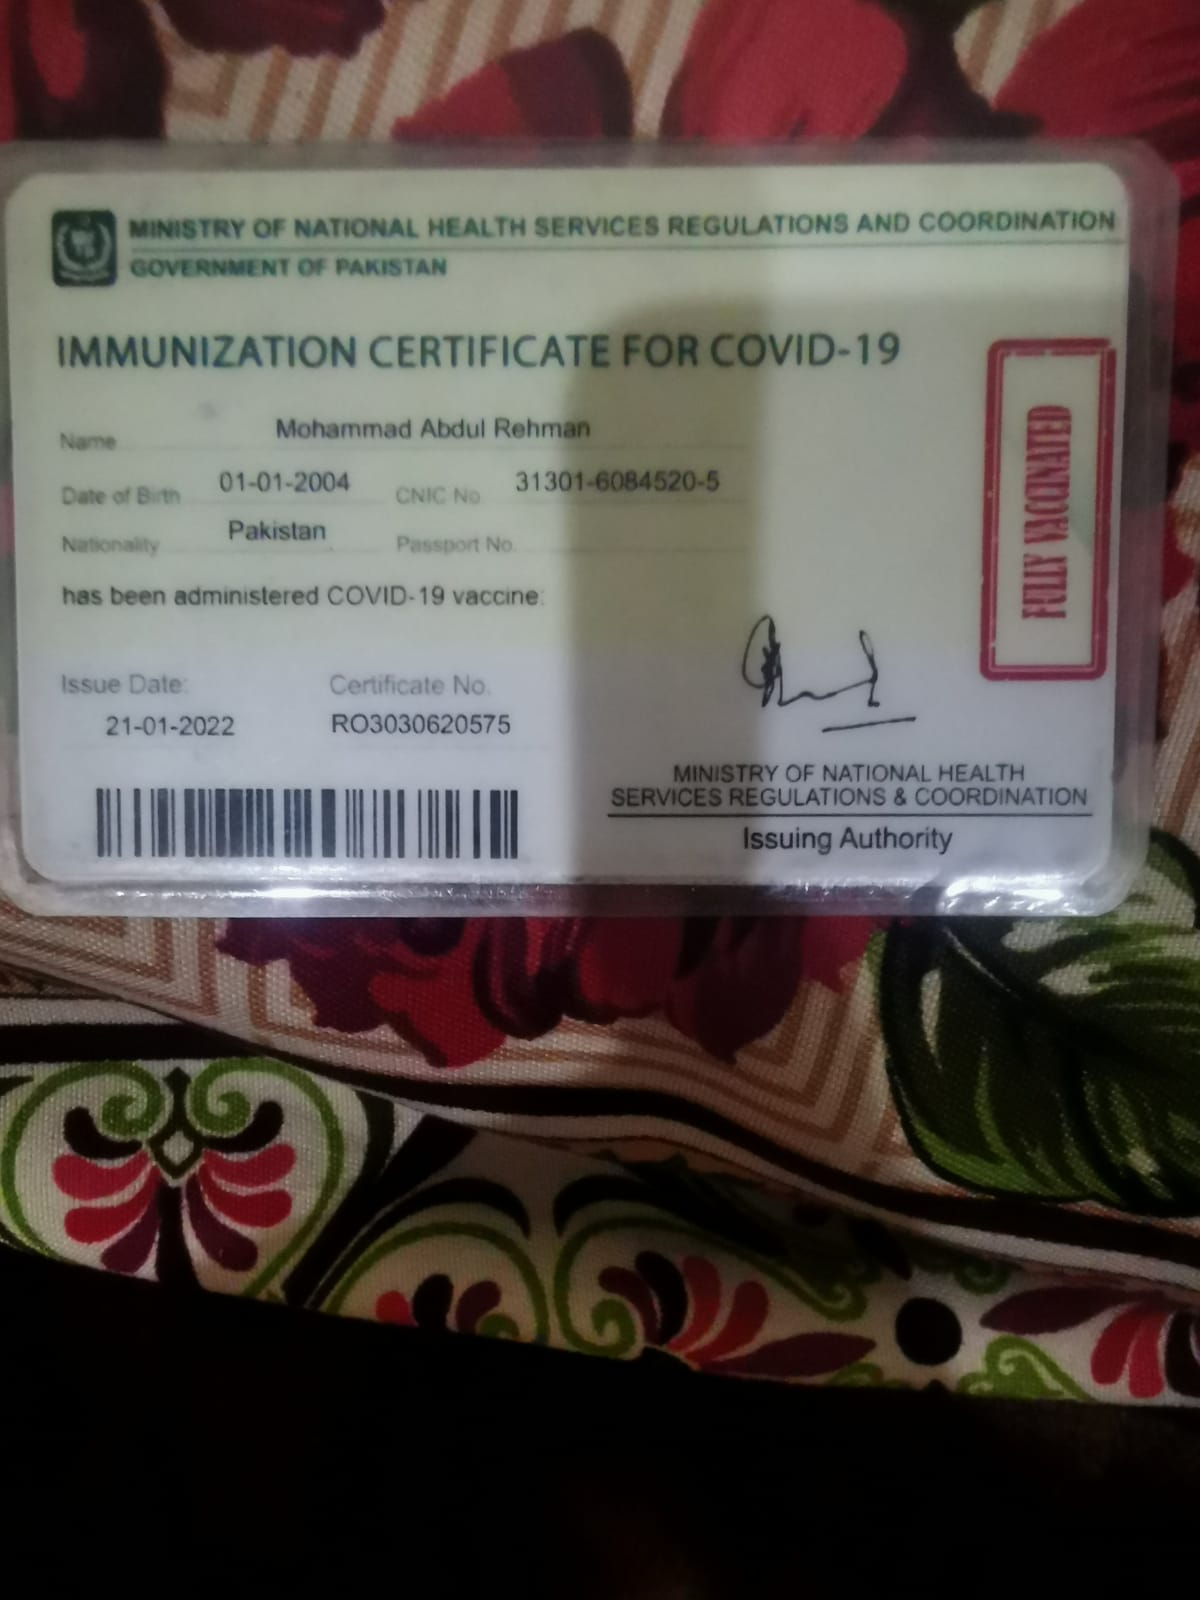 MINISTRY OF NATIONAL HEALTH SERVICES REGULATIONS AND COORDINATION
GOVERNMENT OF PAKISTAN
IMMUNIZATION CERTIFICATE FOR COVID-19
Name Mohammad Abdul Rehman
Date of Birth 01-01-2004 CNIC No. 31301-6084520-5
Nationality Pakistan Passport No.
has been administered COVID-19 vaccine:
FULLY VACCINATED
Issue Date: Certificate No.
21-01-2022 RO3030620575
MINISTRY OF NATIONAL HEALTH
SERVICES REGULATIONS & COORDINATION
Issuing Authority